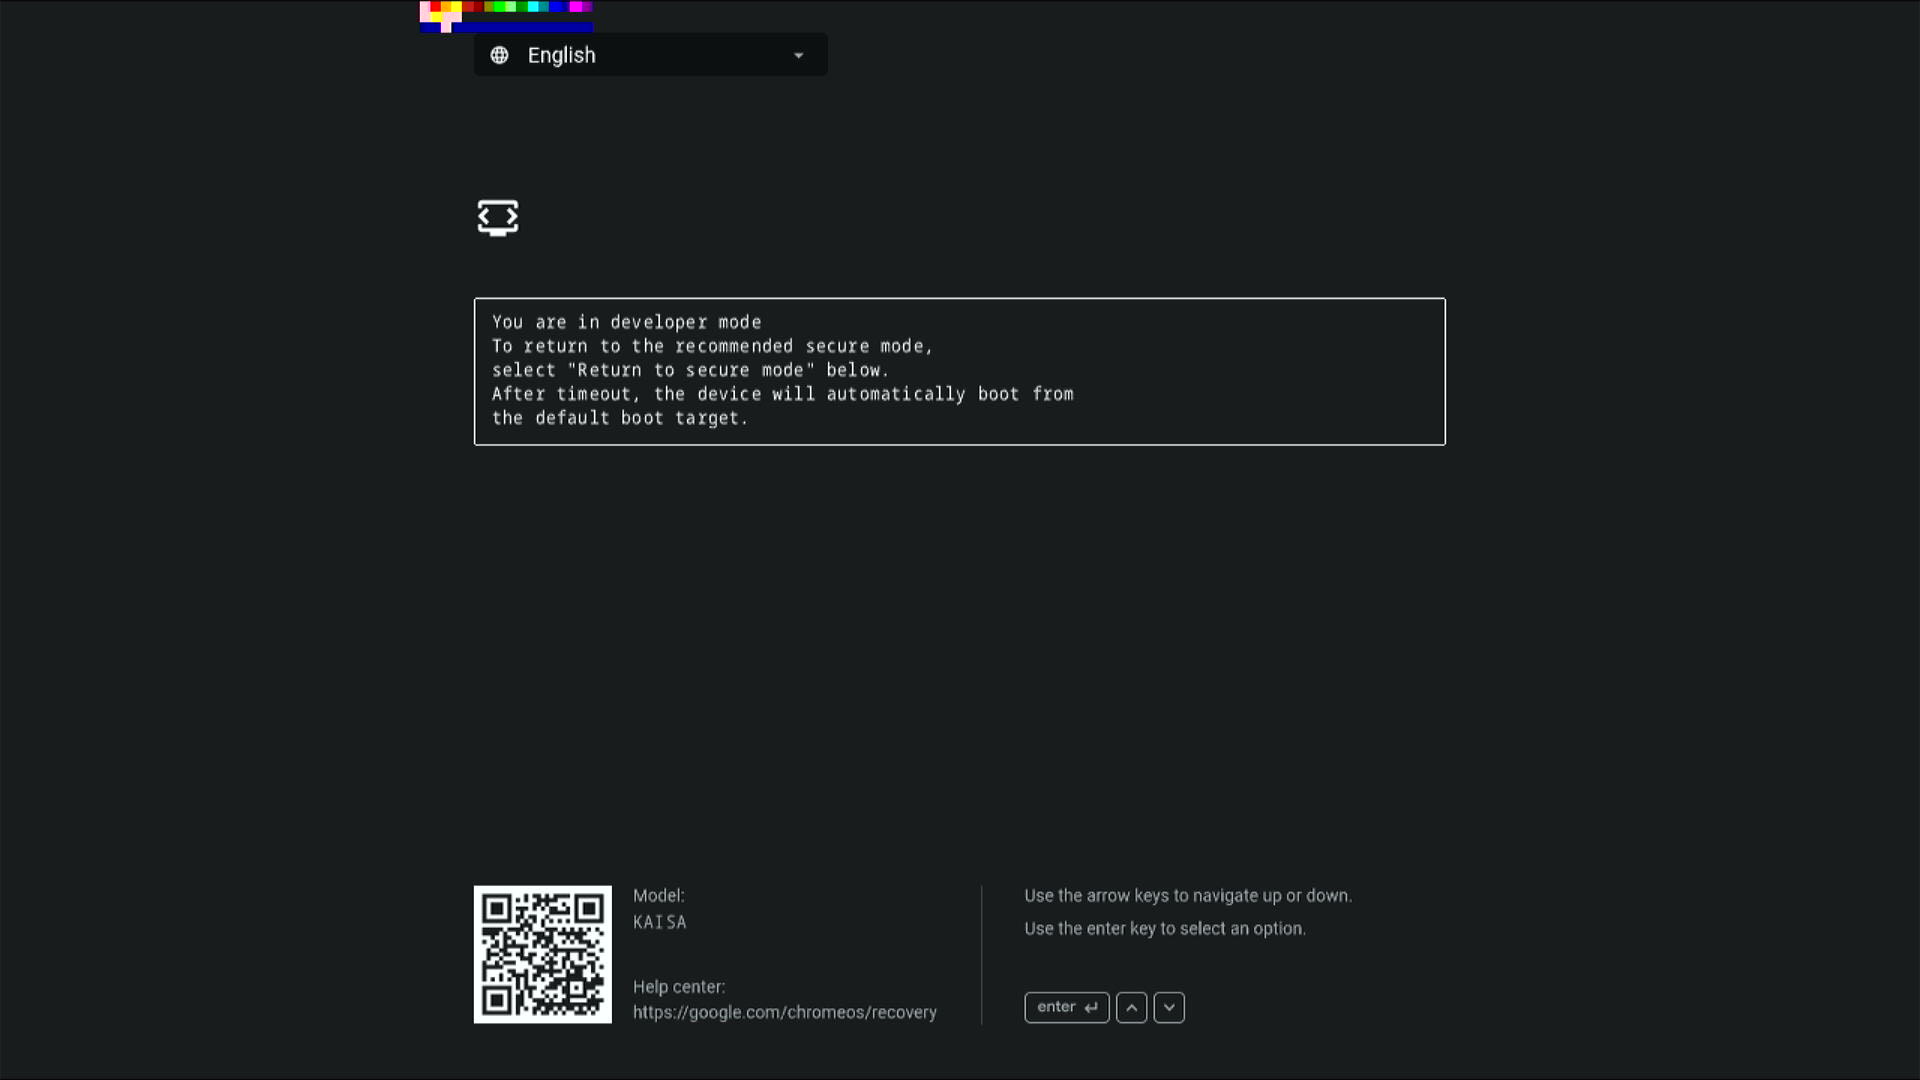 English
You are in developer mode
To return to the recommended secure mode,
select "Return to secure mode" below.
After timeout, the device will automatically boot from
the default boot target.
Model:
KAISA
Help center:
https://google.com/chromeos/recovery
Use the arrow keys to navigate up or down.
Use the enter key to select an option.
enter